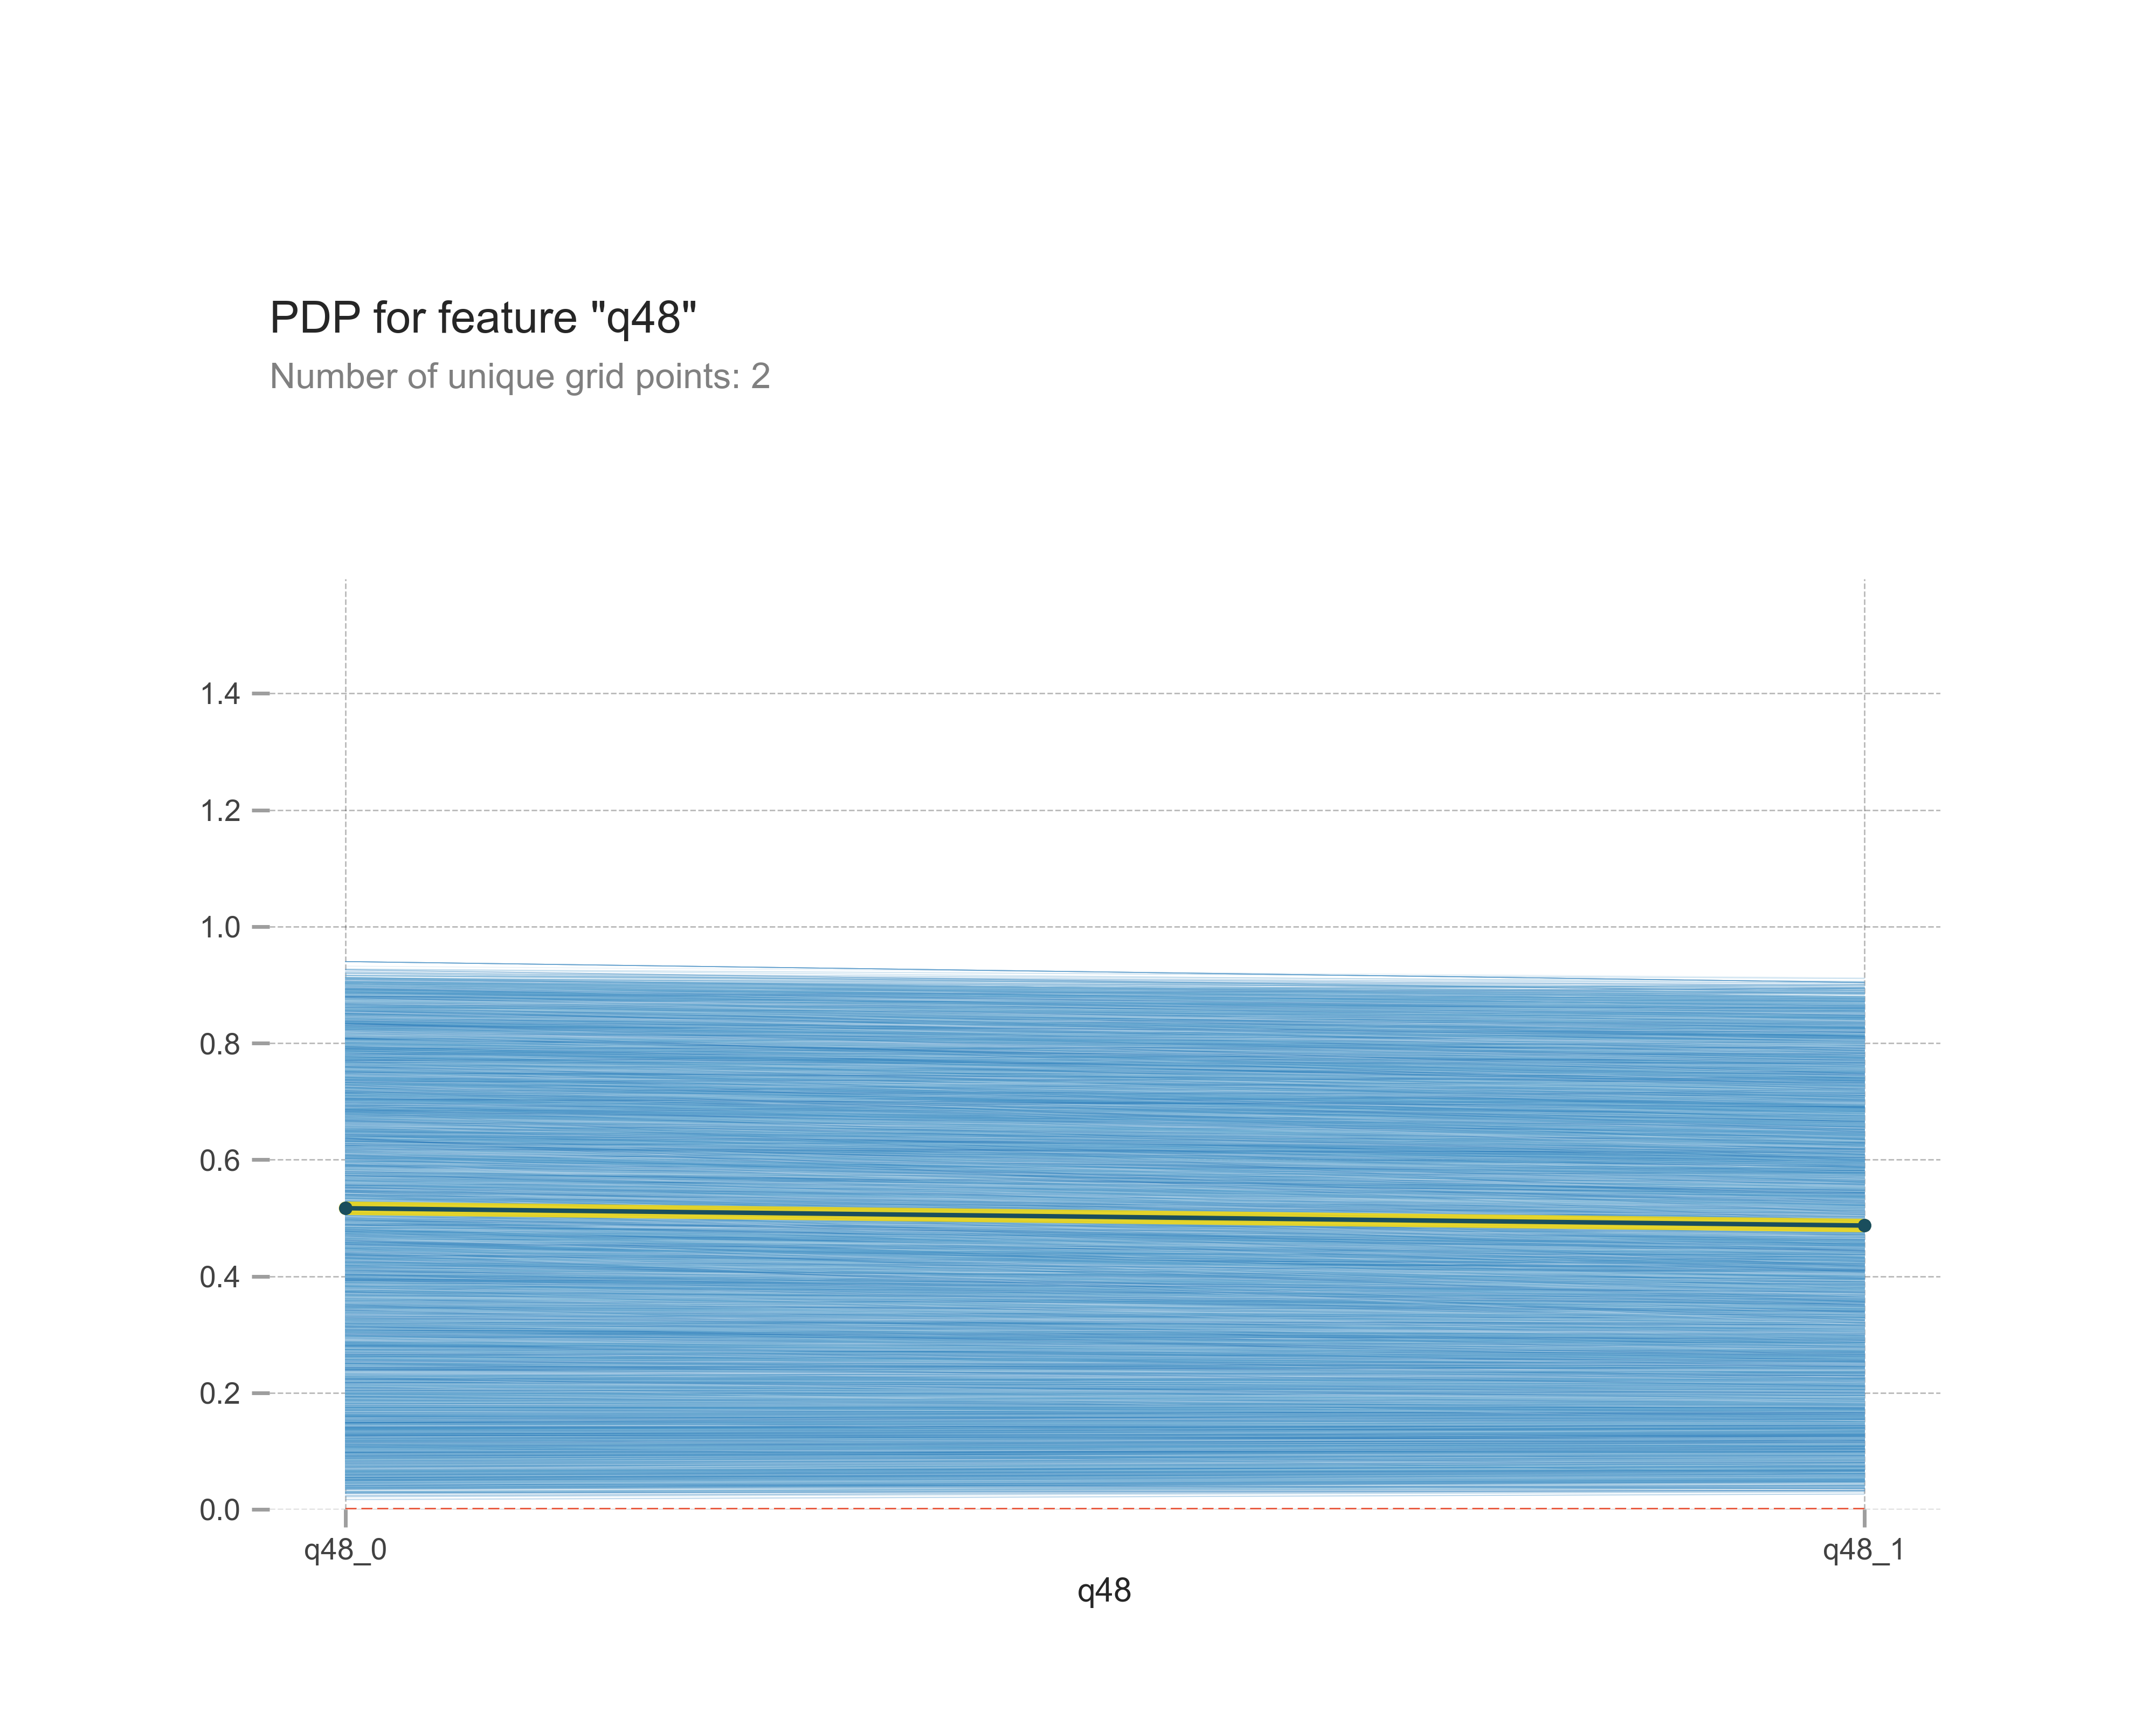 PDP for feature "q48"
Number of unique grid points: 2
1.4
1.2
1.0
0.8
0.6
0.4
0.2
0.0
q48_0
q48_1
q48